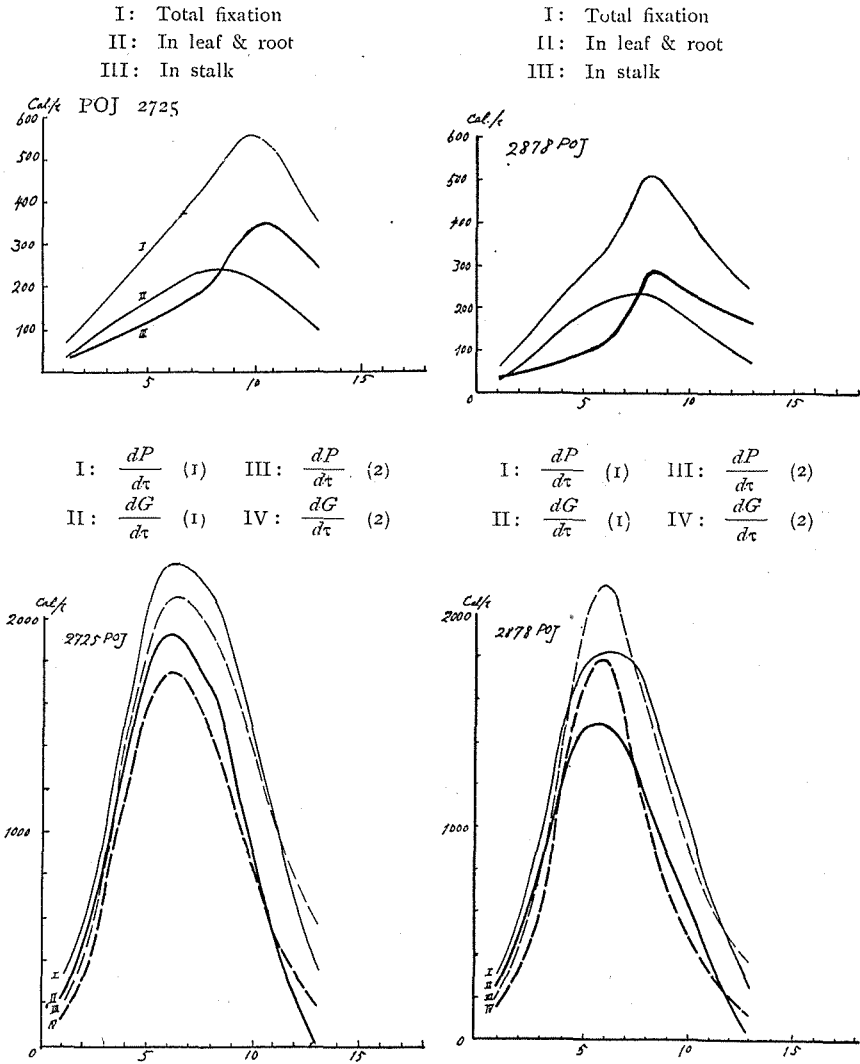 I: Total fixation
II: In leaf & root
III: In stalk
I: Total fixation
II: In leaf & root
III: In stalk
Cal./t POJ 2725
600
500
400
300
200
100
I
II
III
5 10 15
Cal./t
2878 POJ
600
500
400
300
200
100
0
5 10 15
I: dP/dτ (1) III: dP/dτ (2)
II: dG/dτ (1) IV: dG/dτ (2)
I: dP/dτ (1) III: dP/dτ (2)
II: dG/dτ (1) IV: dG/dτ (2)
Cal/t
2000
2725 POJ
1000
I
II
III
IV
0
5 10 15
Cal/t
2000
2878 POJ
1000
I
II
III
IV
0
5 10 15